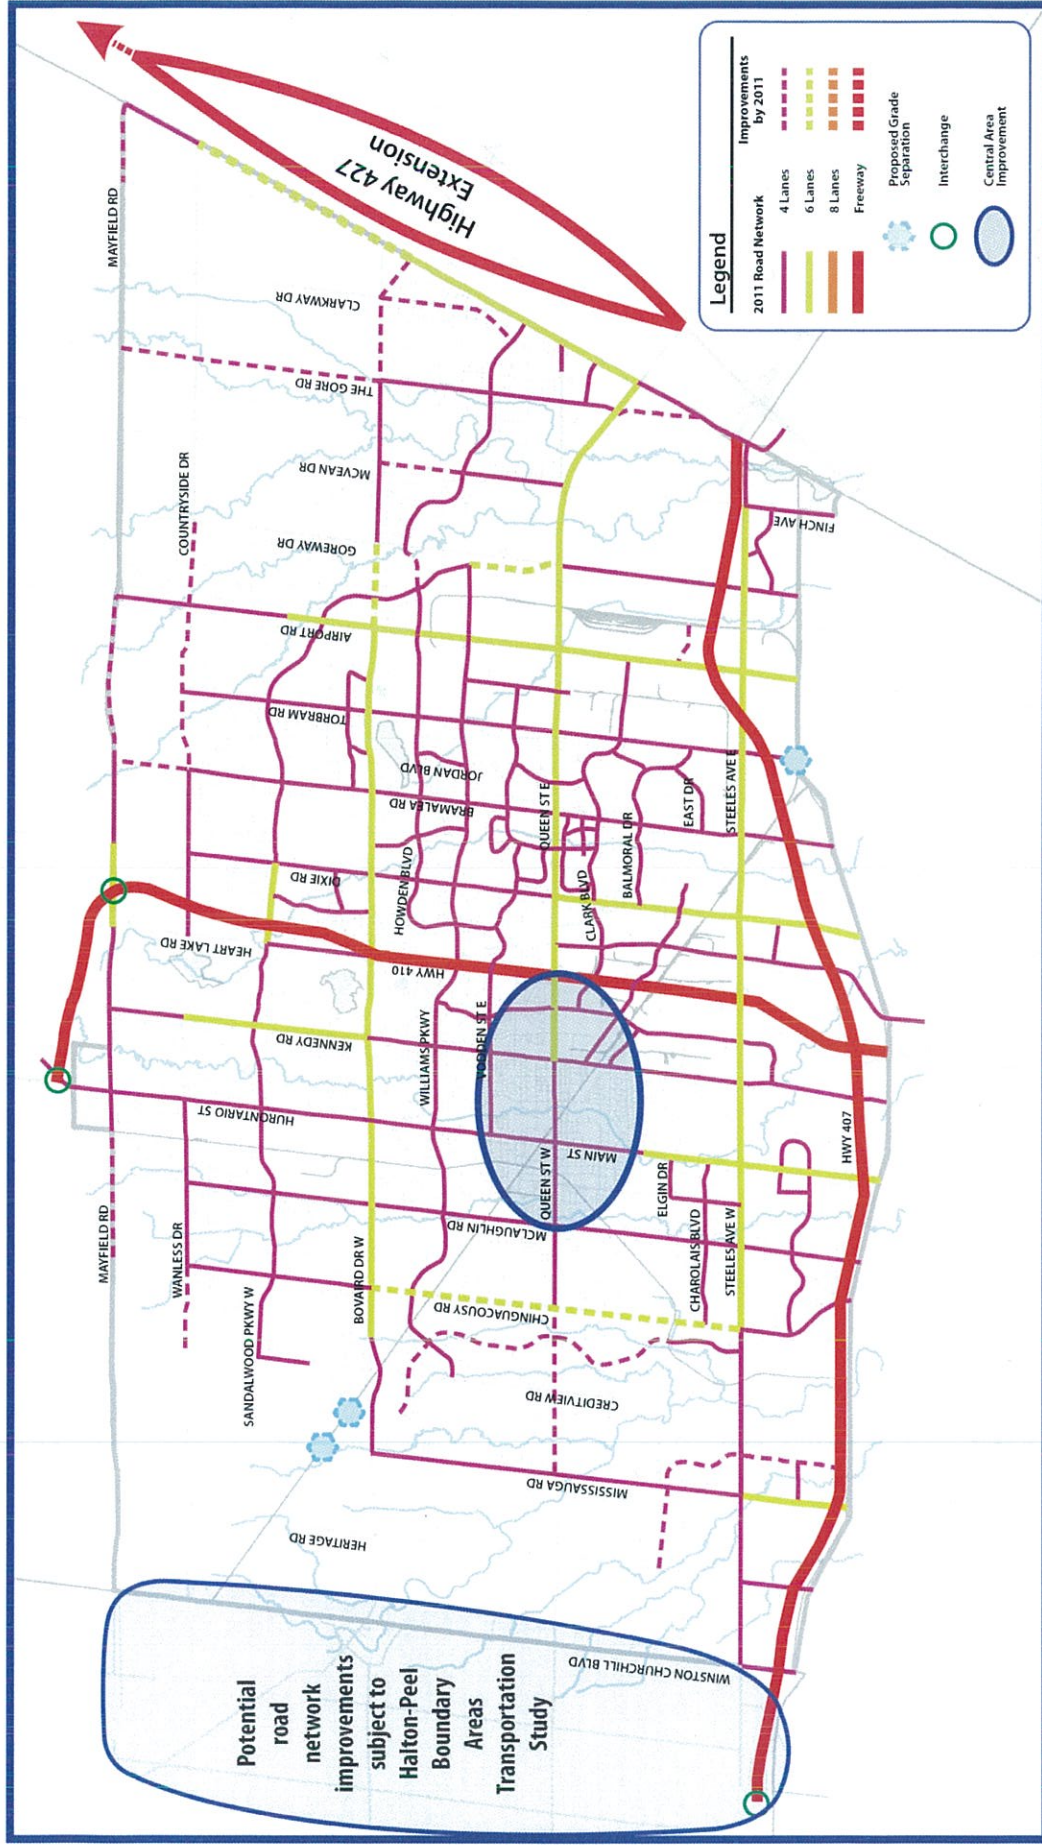 Highway 427
Extension
MAYFIELD RD
CLARKWAY DR
THE GORE RD
COUNTRYSIDE DR
MCVEAN DR
GOREWAY DR
FINCH AVE
AIRPORT RD
TORBRAM RD
JORDAN BLVD
BRAMALEA RD
QUEEN ST E
EAST DR
STEELES AVE E
BALMORAL DR
CLARK BLVD
HOWDEN BLVD
DIXIE RD
HEART LAKE RD
HWY 410
KENNEDY RD
WILLIAMS PKWY
VODDEN ST E
HURONTARIO ST
MAIN ST
QUEEN ST W
ELGIN DR
HWY 407
MAYFIELD RD
WANLESS DR
MCLAUGHLIN RD
CHAROLAIS BLVD
STEELES AVE W
SANDALWOOD PKWY W
BOVAIRD DR W
CHINGUACOUSY RD
CREDITVIEW RD
MISSISSAUGA RD
HERITAGE RD
WINSTON CHURCHILL BLVD
Potential
road
network
improvements
subject to
Halton-Peel
Boundary
Areas
Transportation
Study
Legend
2011 Road Network
Improvements
by 2011
4 Lanes
6 Lanes
8 Lanes
Freeway
Proposed Grade
Separation
Interchange
Central Area
Improvement